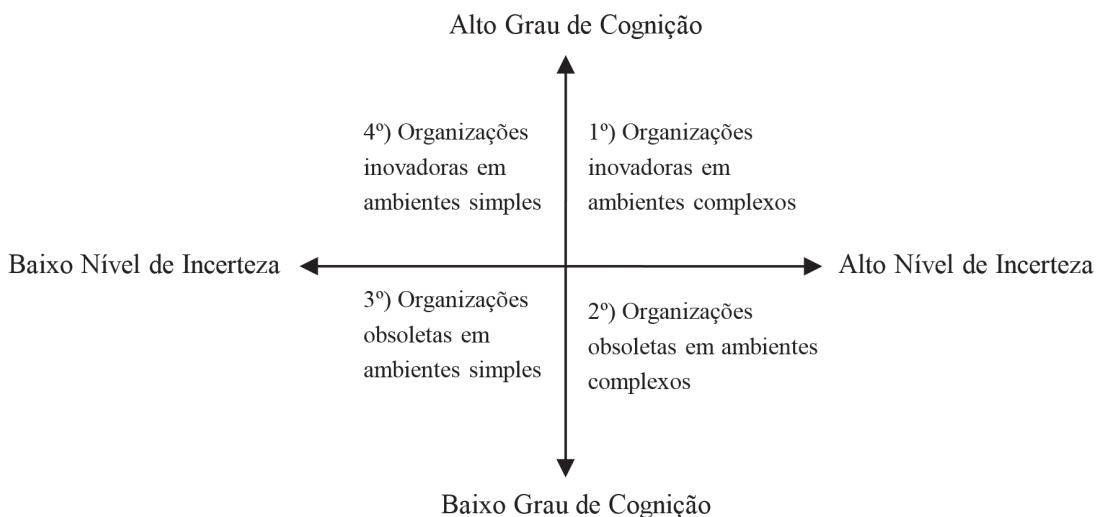 Alto Grau de Cognição
4º) Organizações
inovadoras em
ambientes simples
1º) Organizações
inovadoras em
ambientes complexos
Baixo Nível de Incerteza
Alto Nível de Incerteza
3º) Organizações
obsoletas em
ambientes simples
2º) Organizações
obsoletas em ambientes
complexos
Baixo Grau de Cognição